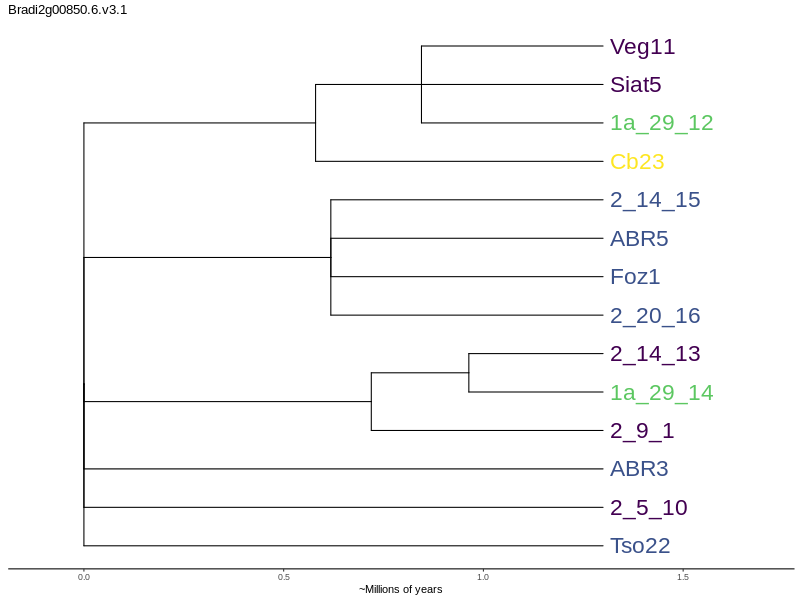 Bradi2g00850.6.v3.1
Veg11
Siat5
1a_29_12
Cb23
2_14_15
ABR5
Foz1
2_20_16
2_14_13
1a_29_14
2_9_1
ABR3
2_5_10
Tso22
0.0 0.5 1.0 1.5
~Millions of years